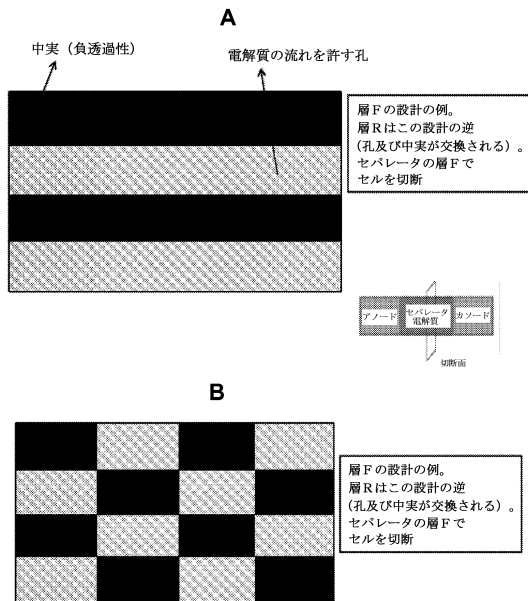 A
中実（負透過性）
電解質の流れを許す孔
層Ｆの設計の例。
層Ｒはこの設計の逆
(孔及び中実が交換される）。
セパレータの層Ｆで
セルを切断
アノード
セパレータ
電解質
カソード
切断面
B
層Ｆの設計の例。
層Ｒはこの設計の逆
(孔及び中実が交換される）。
セパレータの層Ｆで
セルを切断